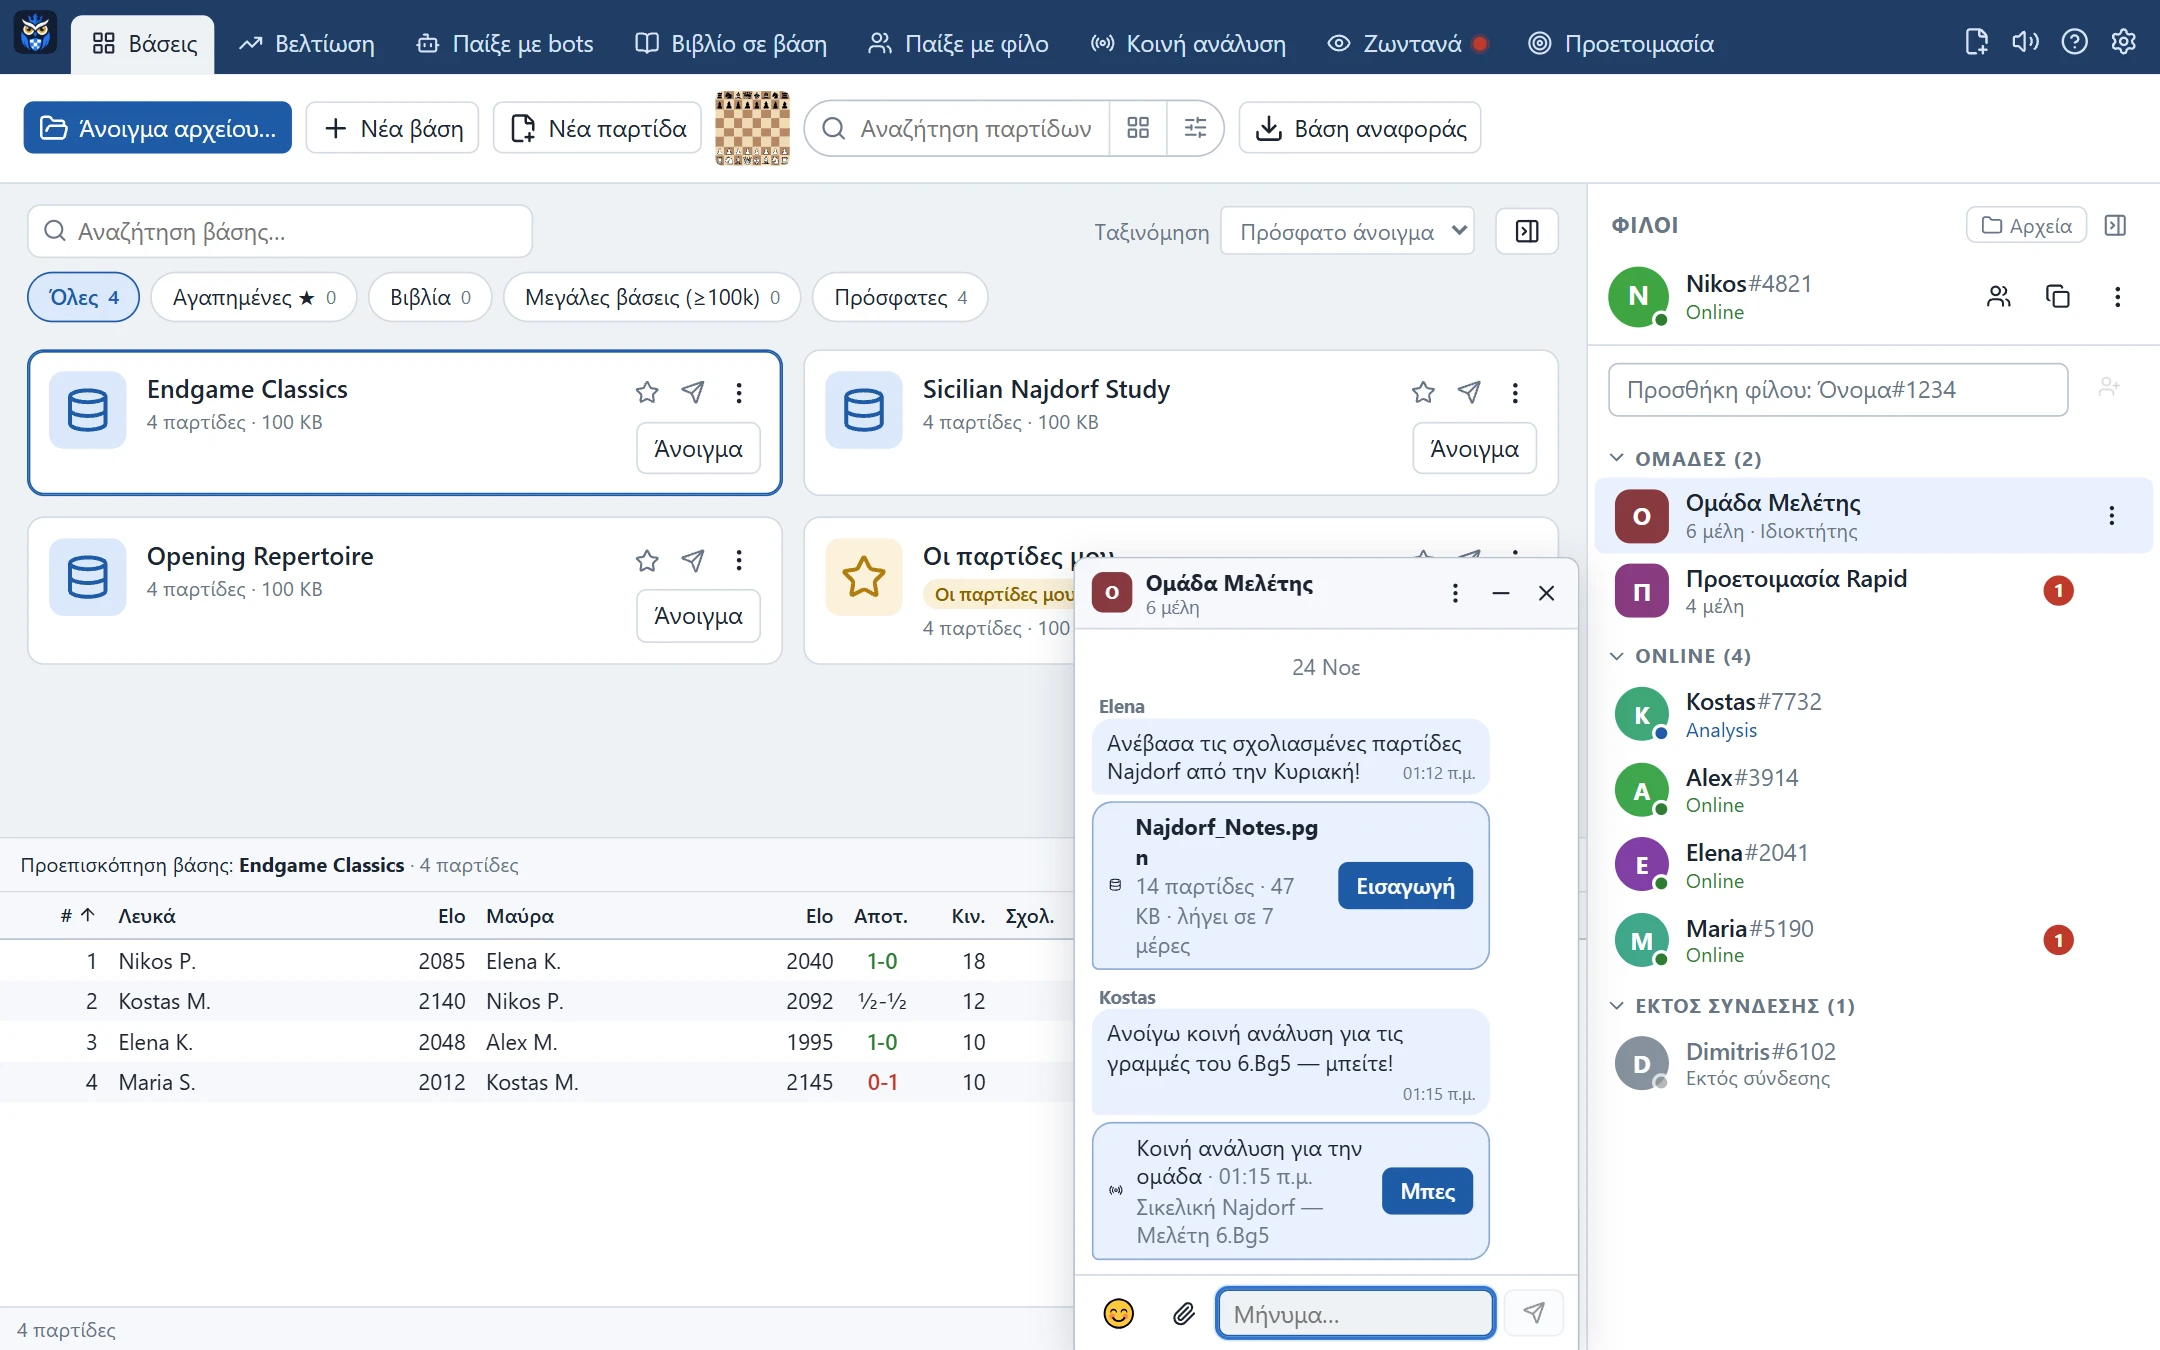 Βάσεις
Βελτίωση
Παίξε με bots
Βιβλίο σε βάση
Παίξε με φίλο
Κοινή ανάλυση
Ζωντανά
Προετοιμασία
Άνοιγμα αρχείου...
Νέα βάση
Νέα παρτίδα
Αναζήτηση παρτίδων
Βάση αναφοράς
Αναζήτηση βάσης...
Ταξινόμηση
Πρόσφατο άνοιγμα
Όλες 4
Αγαπημένες ★ 0
Βιβλία 0
Μεγάλες βάσεις (≥100k) 0
Πρόσφατες 4
Endgame Classics
4 παρτίδες · 100 KB
Άνοιγμα
Sicilian Najdorf Study
4 παρτίδες · 100 KB
Άνοιγμα
Opening Repertoire
4 παρτίδες · 100 KB
Άνοιγμα
Οι παρτίδες μου
Οι παρτίδες μου
4 παρτίδες · 100
Προεπισκόπηση βάσης: Endgame Classics · 4 παρτίδες
# Λευκά Elo Μαύρα Elo Αποτ. Κιν. Σχολ.
1 Nikos P. 2085 Elena K. 2040 1-0 18
2 Kostas M. 2140 Nikos P. 2092 ½-½ 12
3 Elena K. 2048 Alex M. 1995 1-0 10
4 Maria S. 2012 Kostas M. 2145 0-1 10
4 παρτίδες
Ο
Ομάδα Μελέτης
6 μέλη
24 Νοε
Elena
Ανέβασα τις σχολιασμένες παρτίδες
Najdorf από την Κυριακή!
01:12 π.μ.
Najdorf_Notes.pg
n
14 παρτίδες · 47
KB · λήγει σε 7
μέρες
Εισαγωγή
Kostas
Ανοίγω κοινή ανάλυση για τις
γραμμές του 6.Bg5 — μπείτε!
01:15 π.μ.
Κοινή ανάλυση για την
ομάδα · 01:15 π.μ.
Σικελική Najdorf —
Μελέτη 6.Bg5
Μπες
Μήνυμα...
ΦΙΛΟΙ
Αρχεία
N
Nikos#4821
Online
Προσθήκη φίλου: Όνομα#1234
ΟΜΑΔΕΣ (2)
Ο
Ομάδα Μελέτης
6 μέλη · Ιδιοκτήτης
Π
Προετοιμασία Rapid
4 μέλη
1
ONLINE (4)
K
Kostas#7732
Analysis
A
Alex#3914
Online
E
Elena#2041
Online
M
Maria#5190
Online
1
ΕΚΤΟΣ ΣΥΝΔΕΣΗΣ (1)
D
Dimitris#6102
Εκτός σύνδεσης